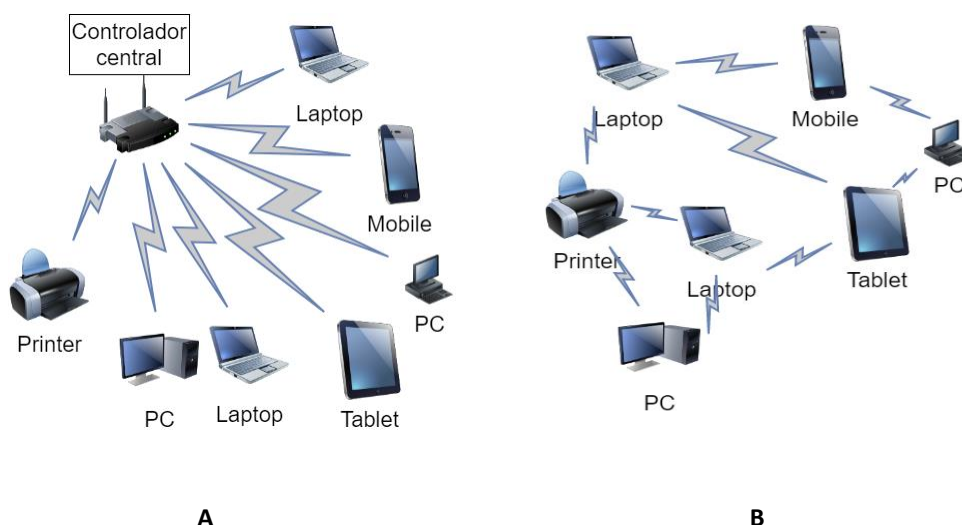 Controlador
central
Laptop
Mobile
PC
Printer
PC
Laptop
Tablet
A
Laptop
Mobile
PC
Printer
Laptop
Tablet
PC
B